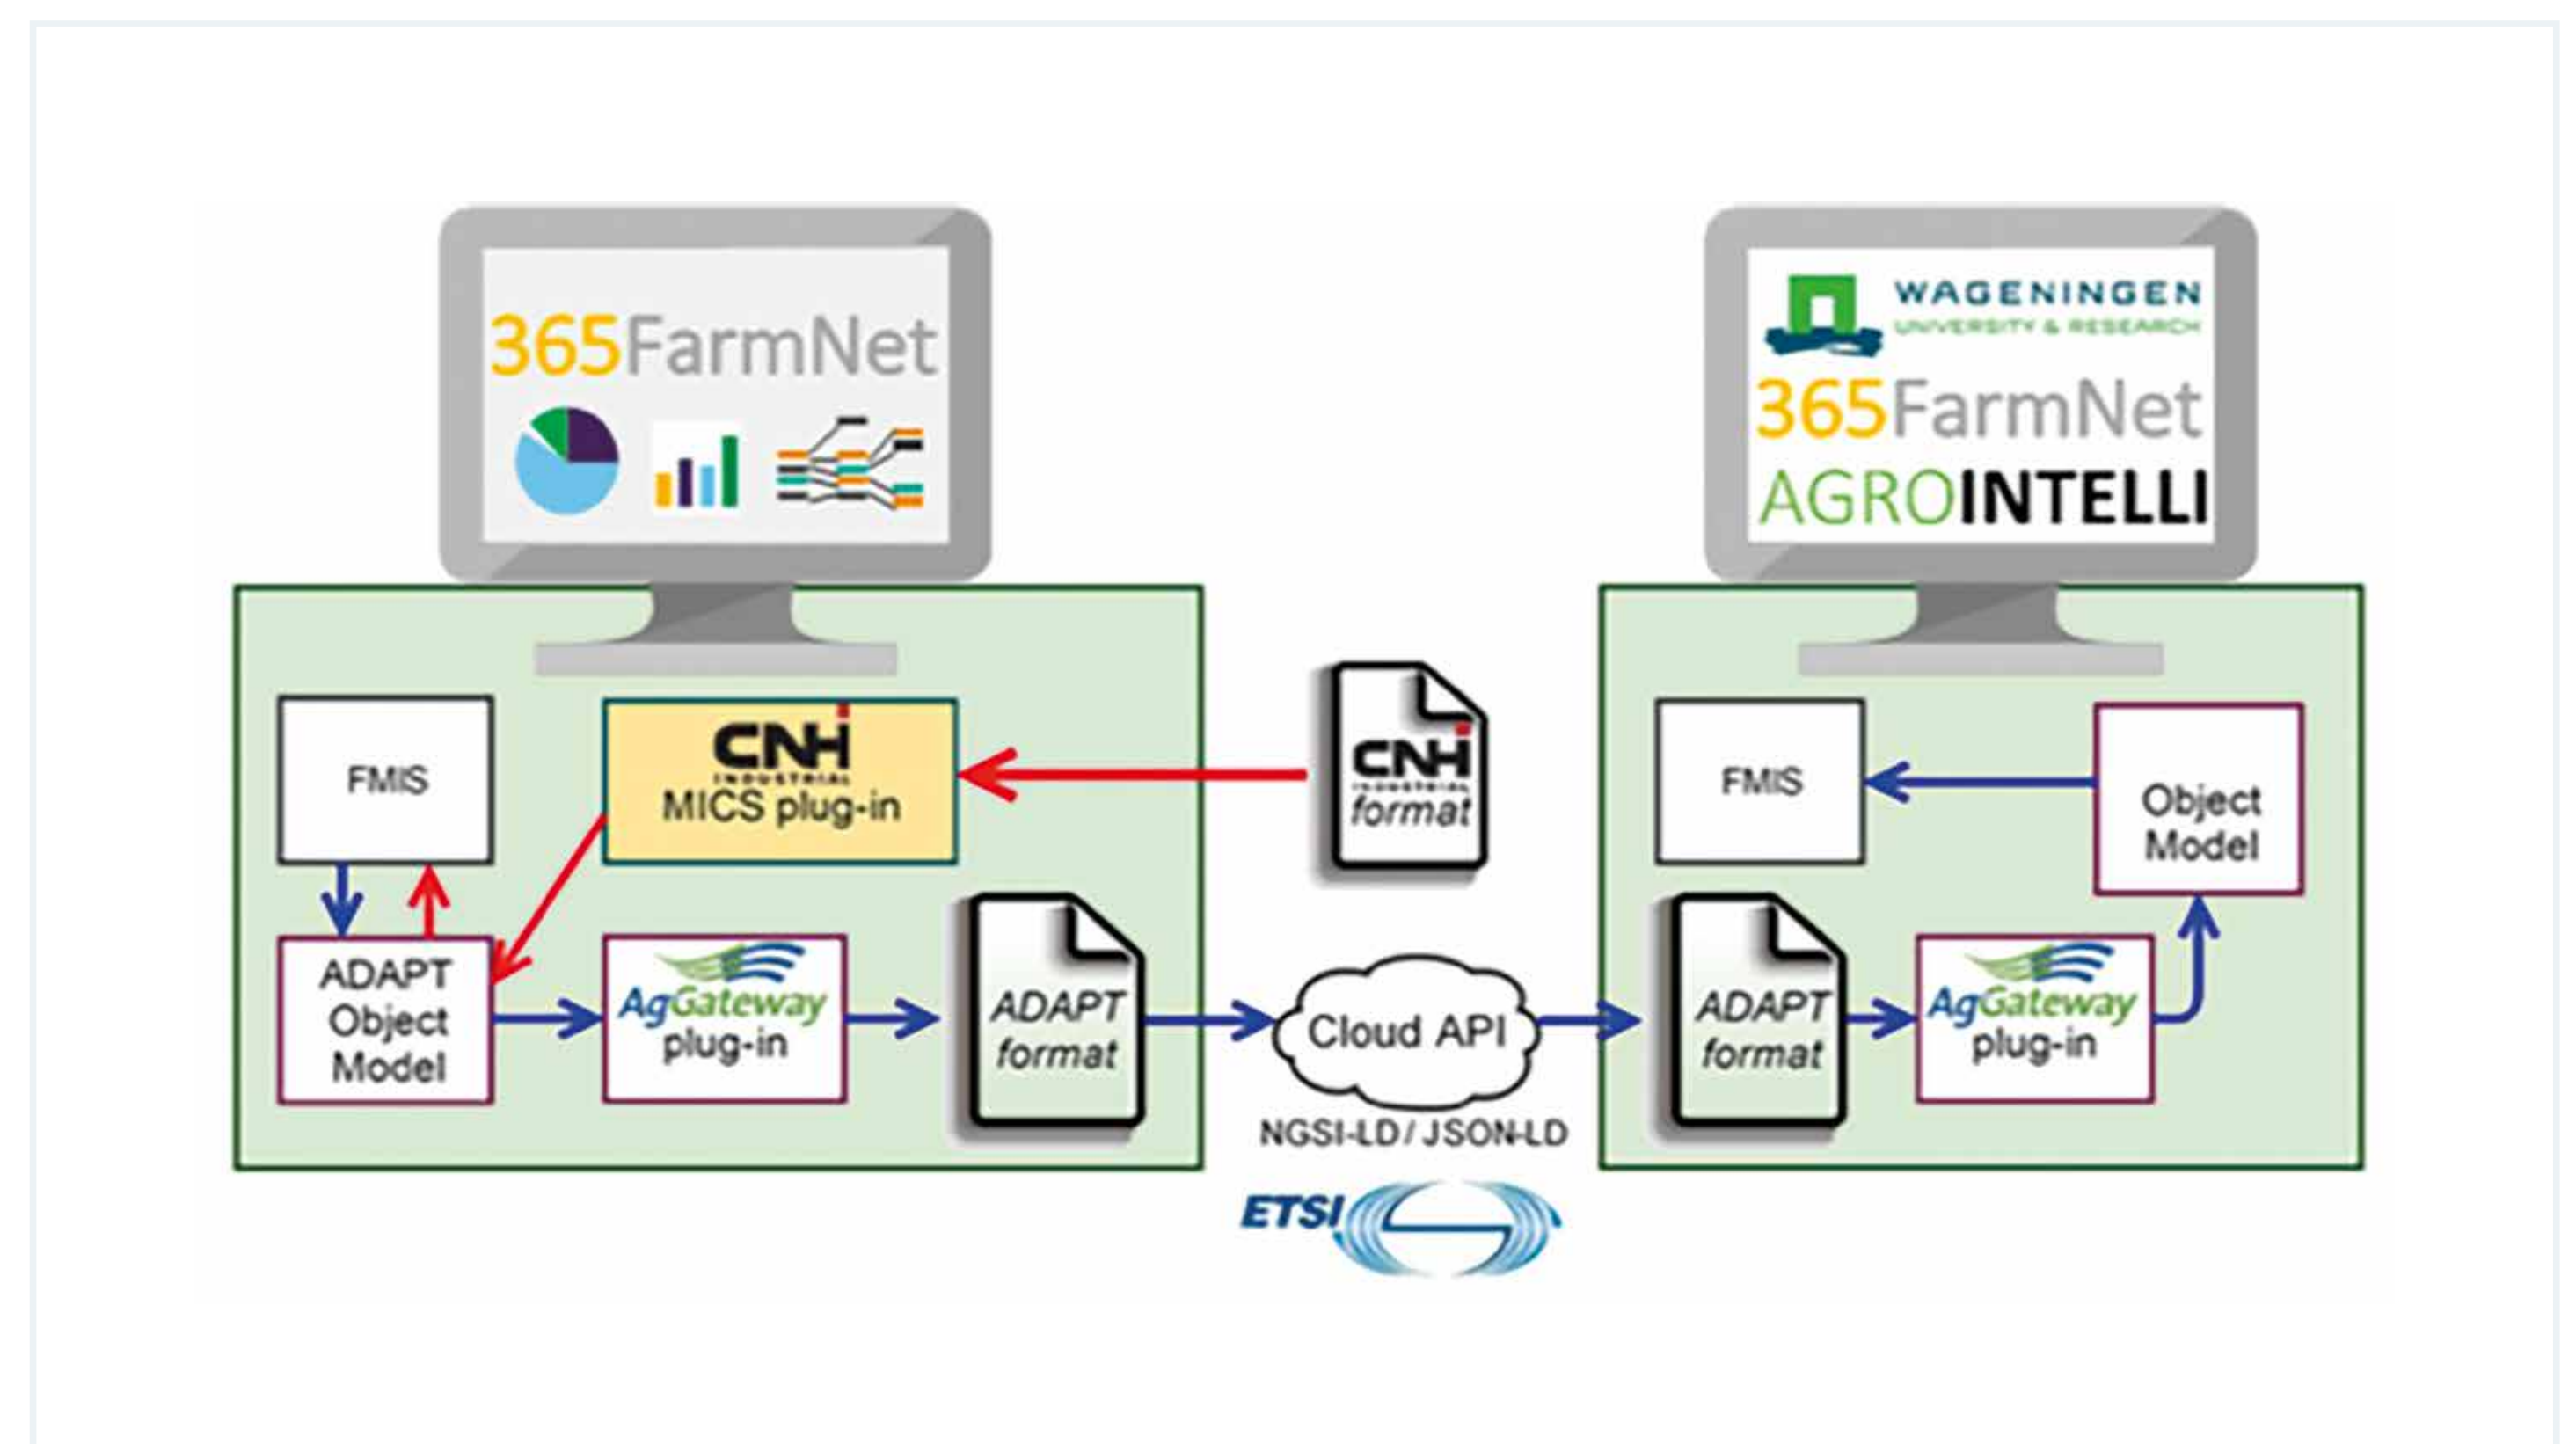 365FarmNet
WAGENINGEN
UNIVERSITY & RESEARCH
365FarmNet
AGROINTELLI
FMIS
CNH
INDUSTRIAL
MICS plug-in
CNH
INDUSTRIAL
format
FMIS
Object
Model
ADAPT
Object
Model
AgGateway
plug-in
ADAPT
format
Cloud API
NGSI-LD / JSON-LD
ETSI
ADAPT
format
AgGateway
plug-in